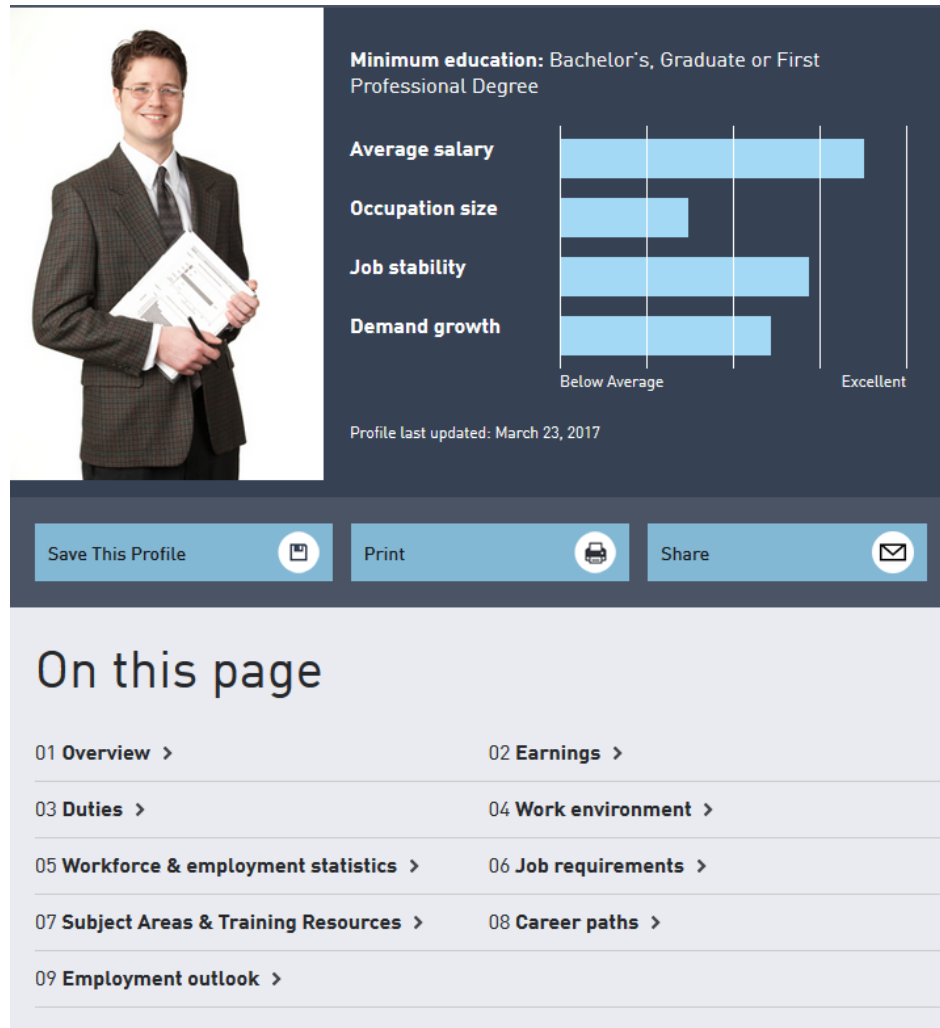 Minimum education: Bachelor's, Graduate or First
Professional Degree
Average salary
Occupation size
Job stability
Demand growth
Below Average
Excellent
Profile last updated: March 23, 2017
Save This Profile
Print
Share
On this page
01 Overview >
02 Earnings >
03 Duties >
04 Work environment >
05 Workforce & employment statistics >
06 Job requirements >
07 Subject Areas & Training Resources >
08 Career paths >
09 Employment outlook >